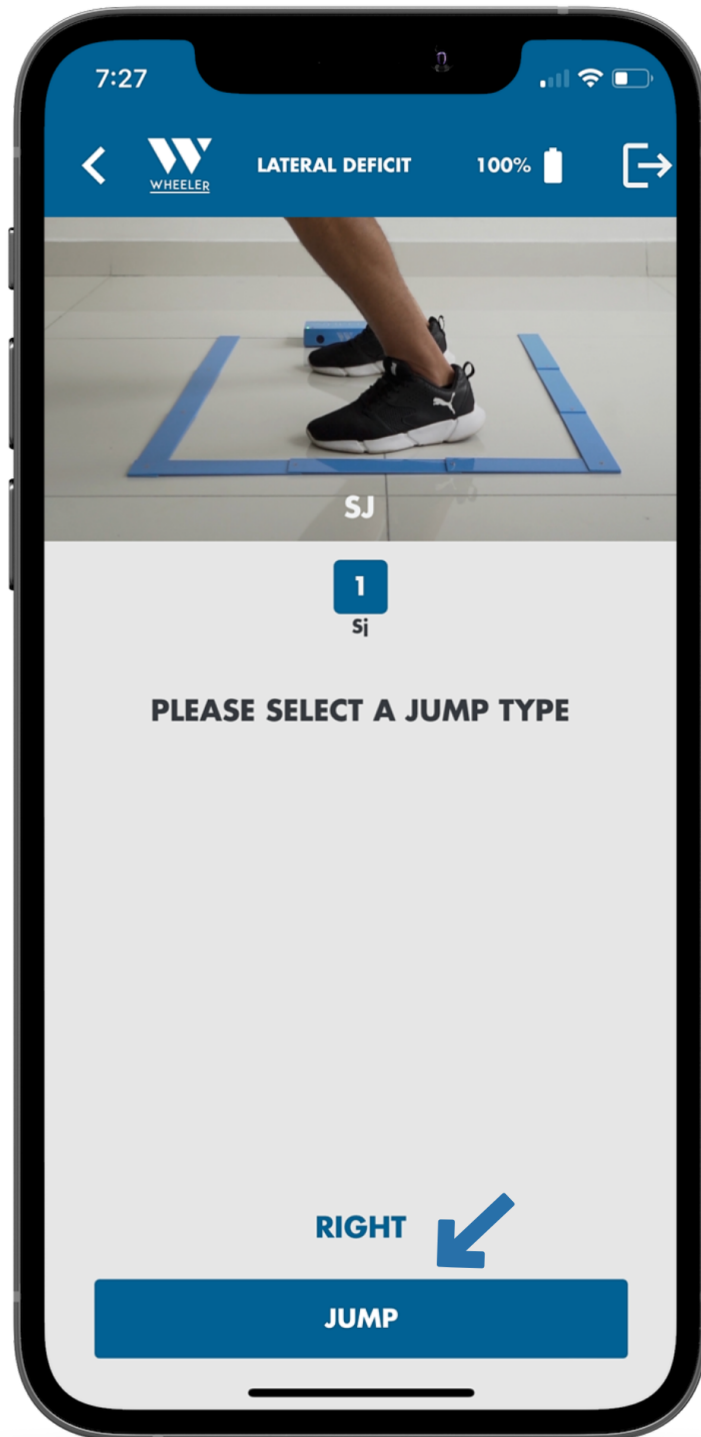 7:27
WHEELER
LATERAL DEFICIT
100%
SJ
1
Sj
PLEASE SELECT A JUMP TYPE
RIGHT
JUMP